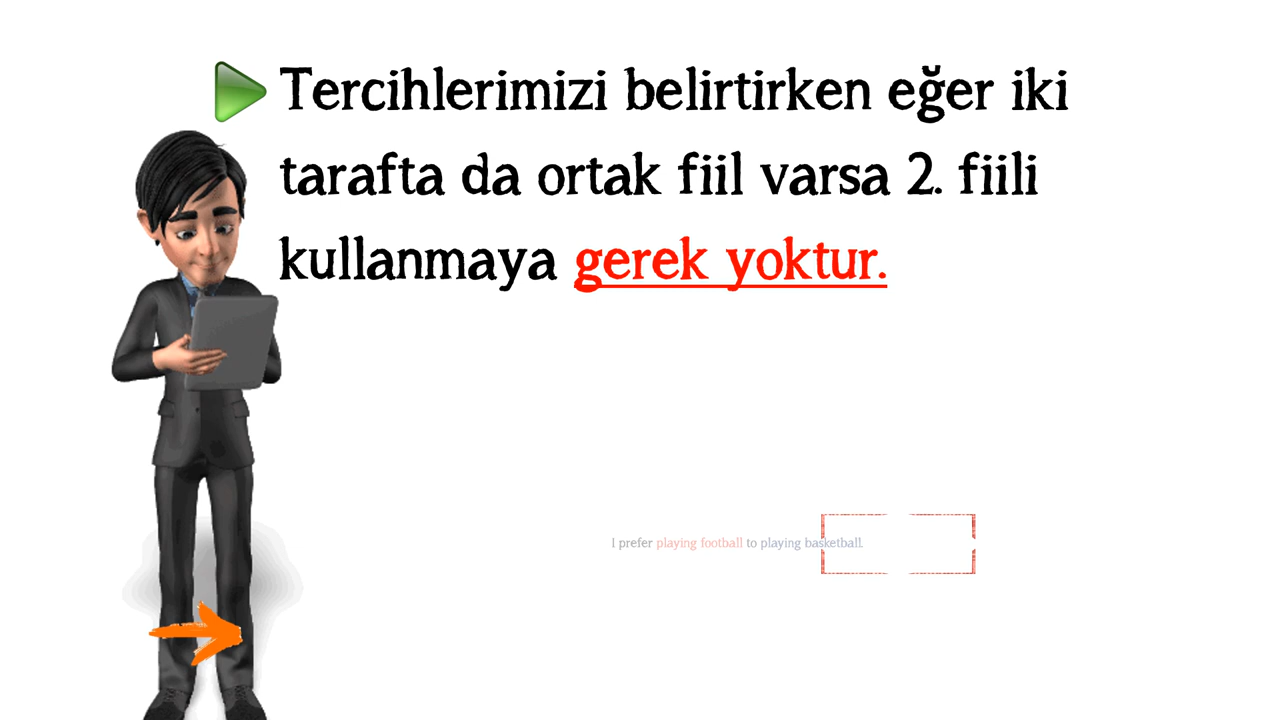 Tercihlerimizi belirtirken eğer iki
tarafta da ortak fiil varsa 2. fiili
kullanmaya gerek yoktur.
I prefer playing football to playing basketball.